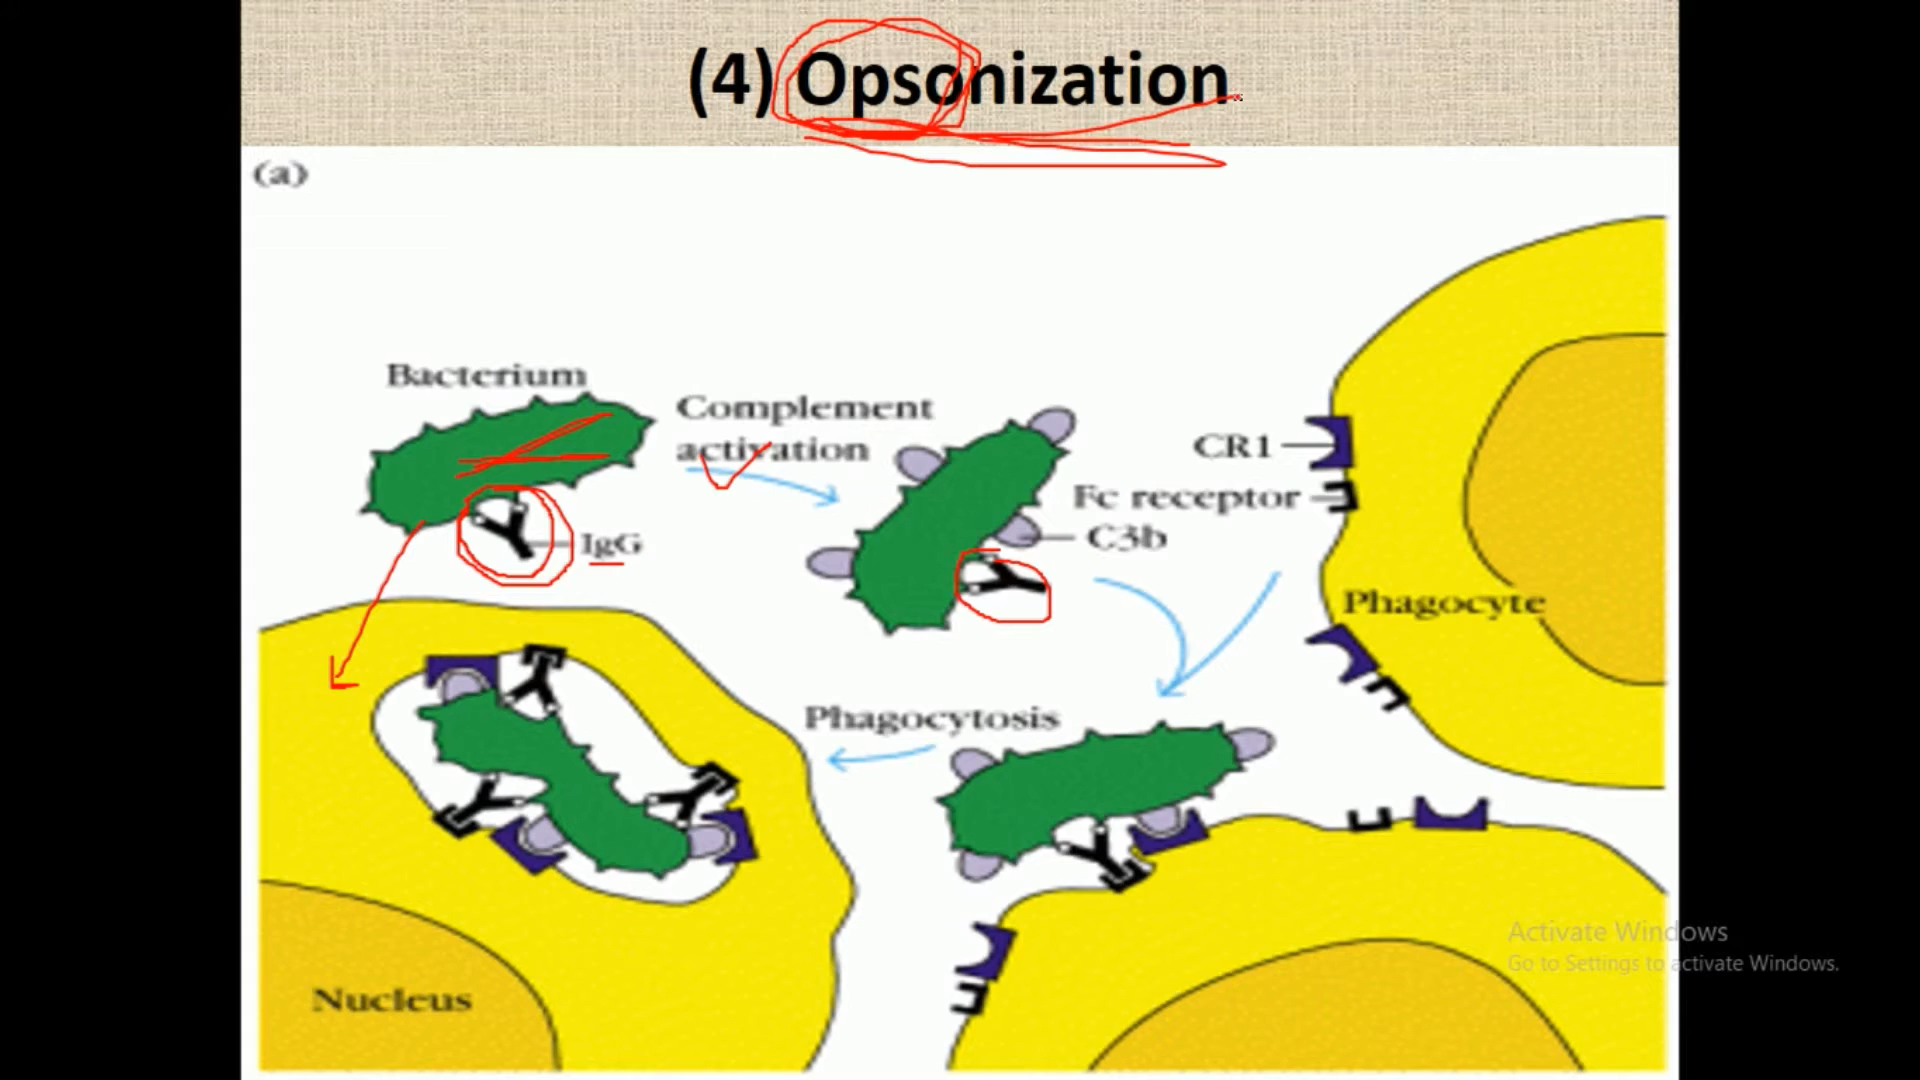 (4) Opsonization
(a)
Bacterium
Complement
activation
IgG
CR1
Fc receptor
C3b
Phagocyte
Phagocytosis
Nucleus
Activate Windows
Go to Settings to activate Windows.